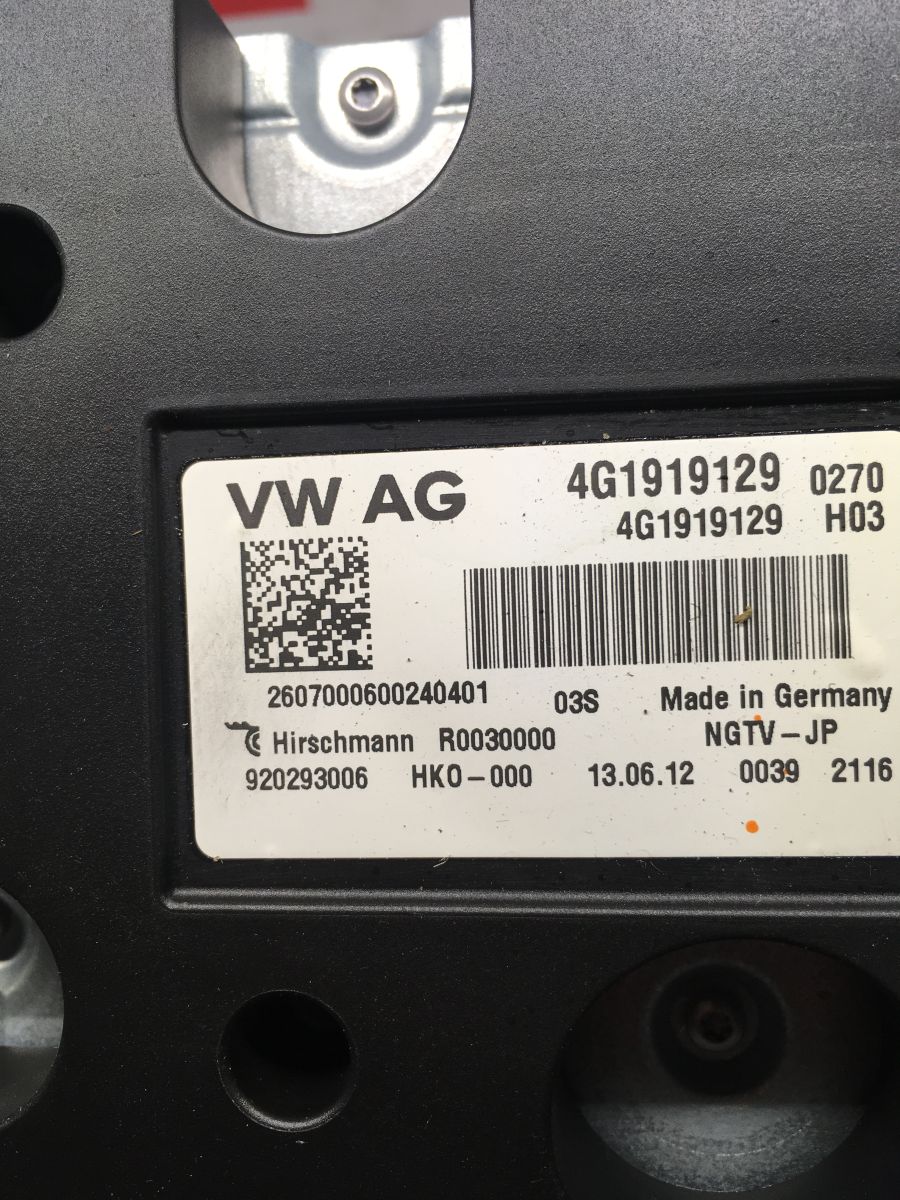 VW AG 4G1919129 0270
4G1919129 H03
2607000600240401 03S Made in Germany
Hirschmann R0030000 NGTV-JP
920293006 HKO-000 13.06.12 0039 2116